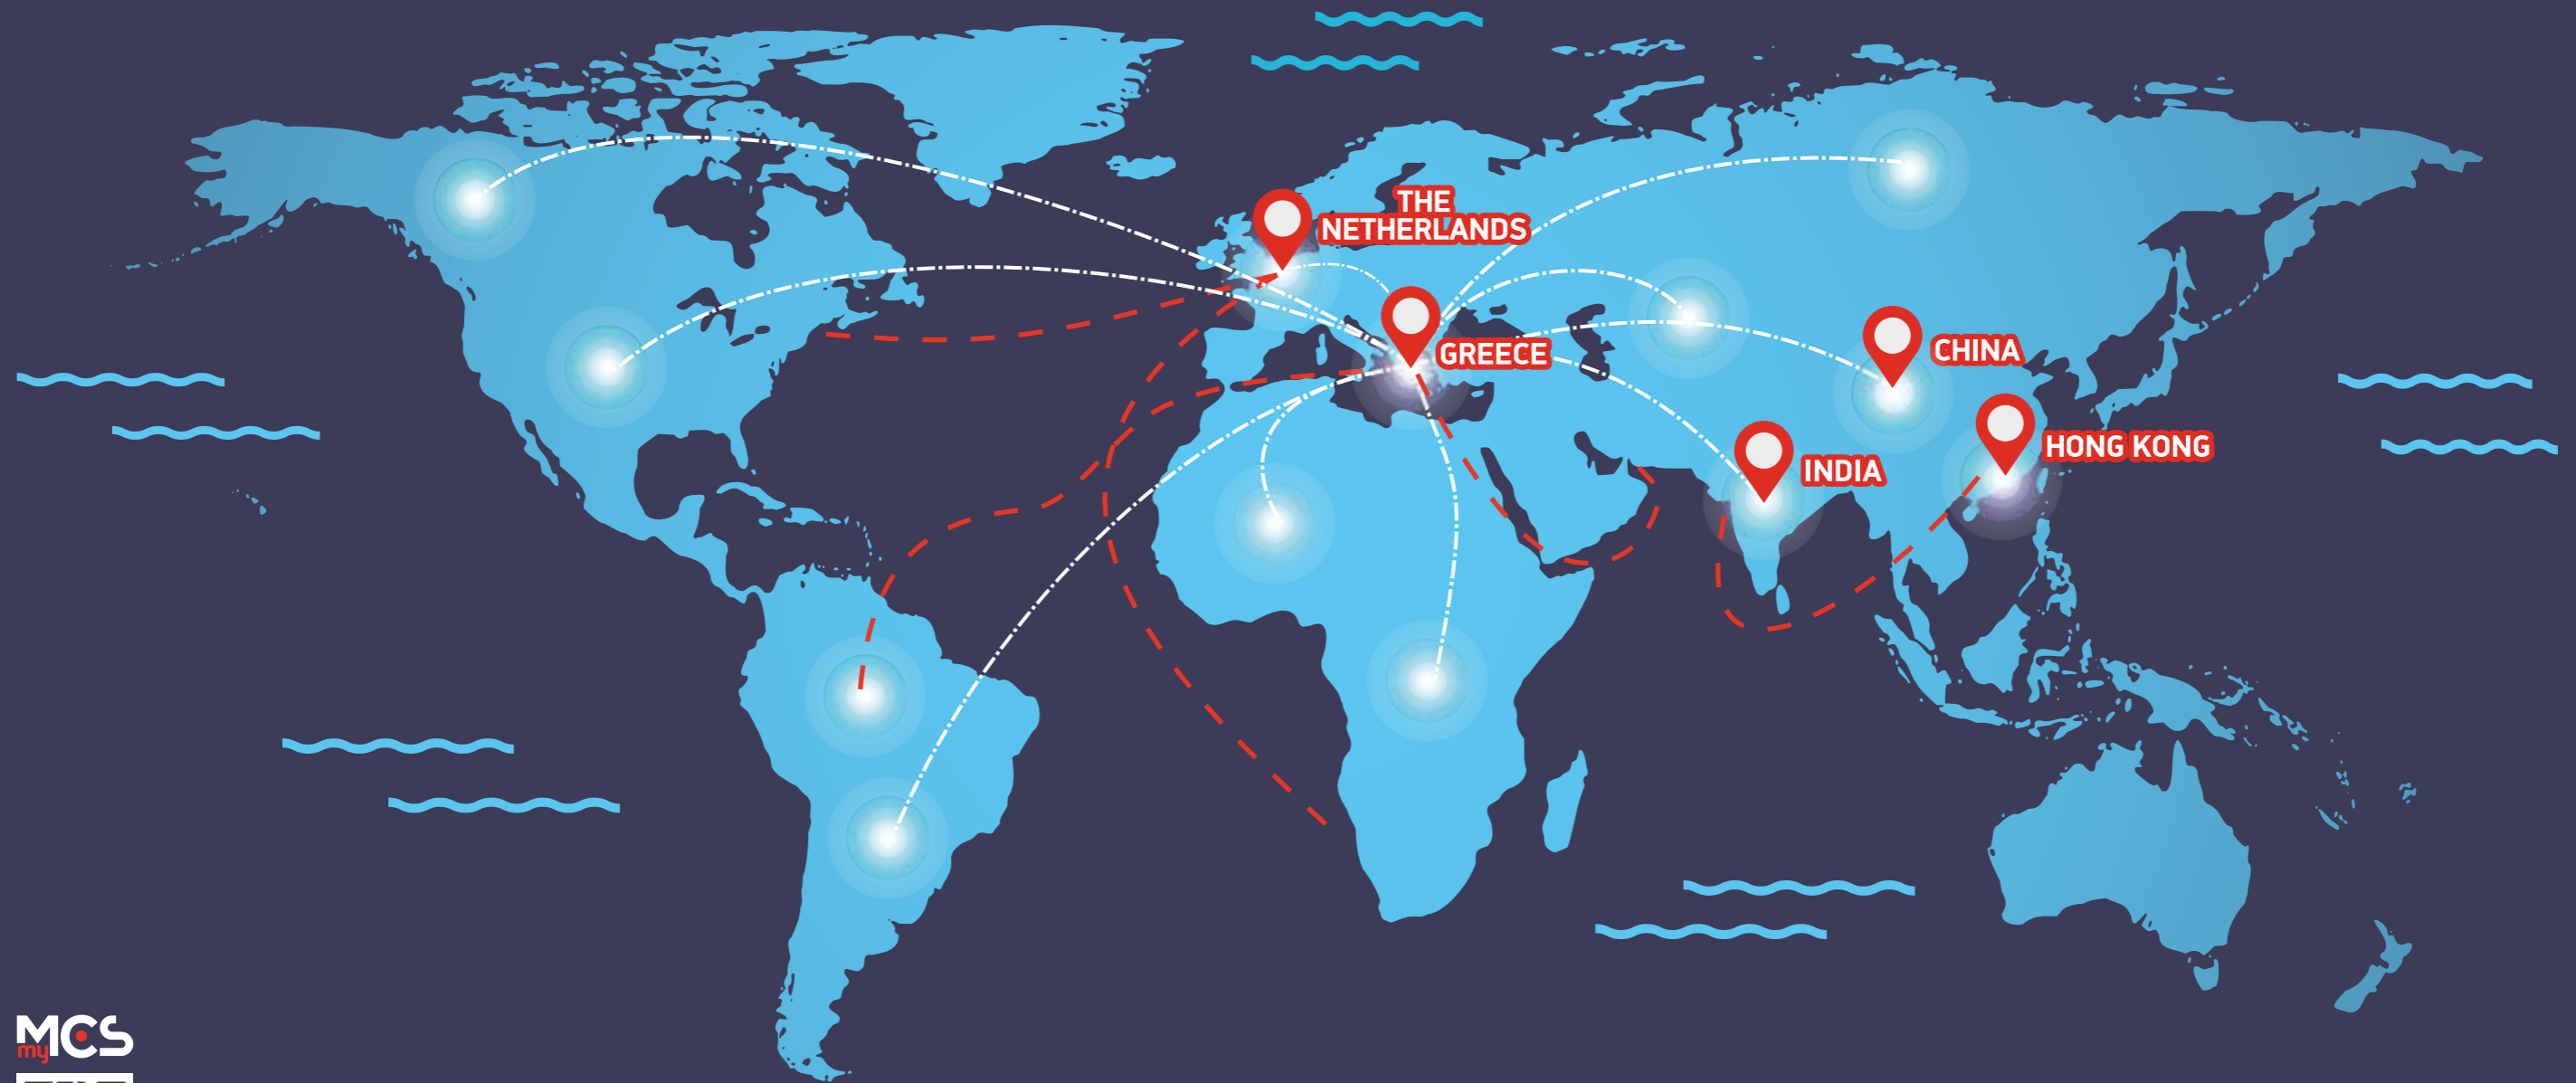 THE
NETHERLANDS
GREECE
CHINA
HONG KONG
INDIA
MCS
my